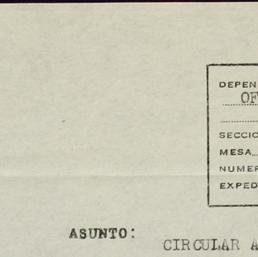 DEPEN
OF
SECCIO
MESA
NUMER
EXPED
ASUNTO:
CIRCULAR A